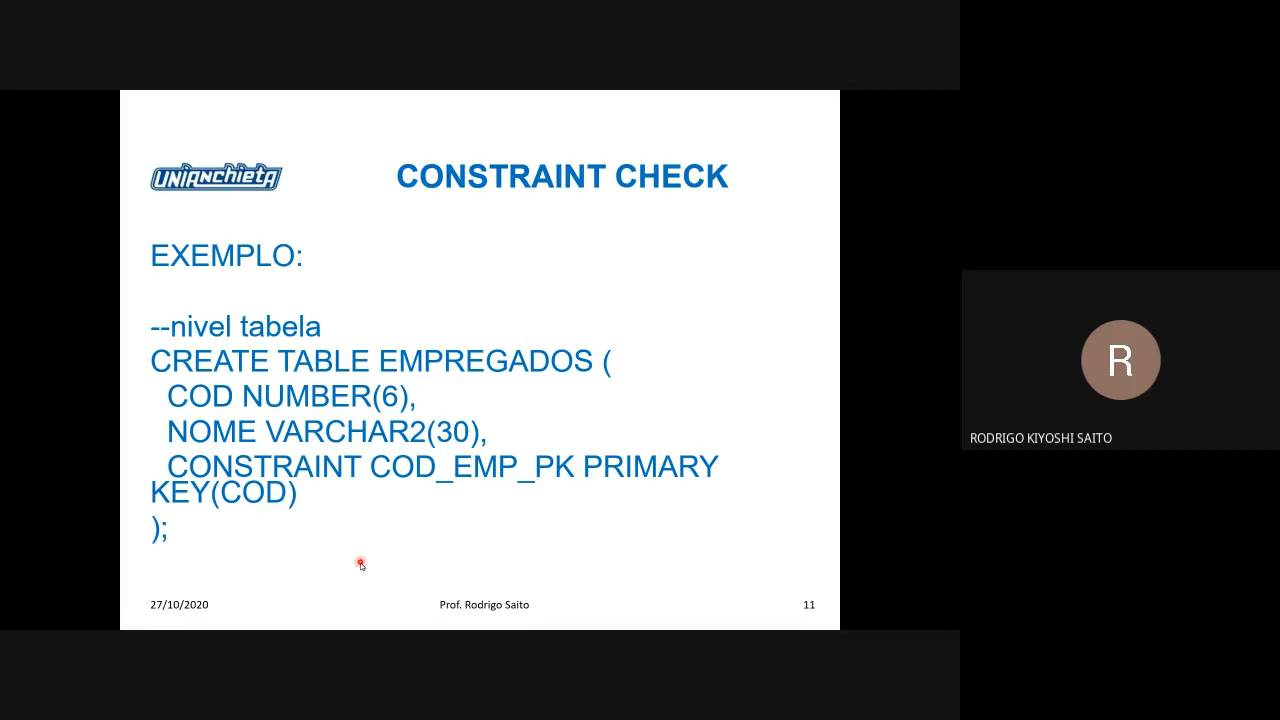 UNIANCHIETA
CONSTRAINT CHECK
EXEMPLO:
--nivel tabela
CREATE TABLE EMPREGADOS (
COD NUMBER(6),
NOME VARCHAR2(30),
CONSTRAINT COD_EMP_PK PRIMARY
KEY(COD)
);
27/10/2020
Prof. Rodrigo Saito
11
R
RODRIGO KIYOSHI SAITO